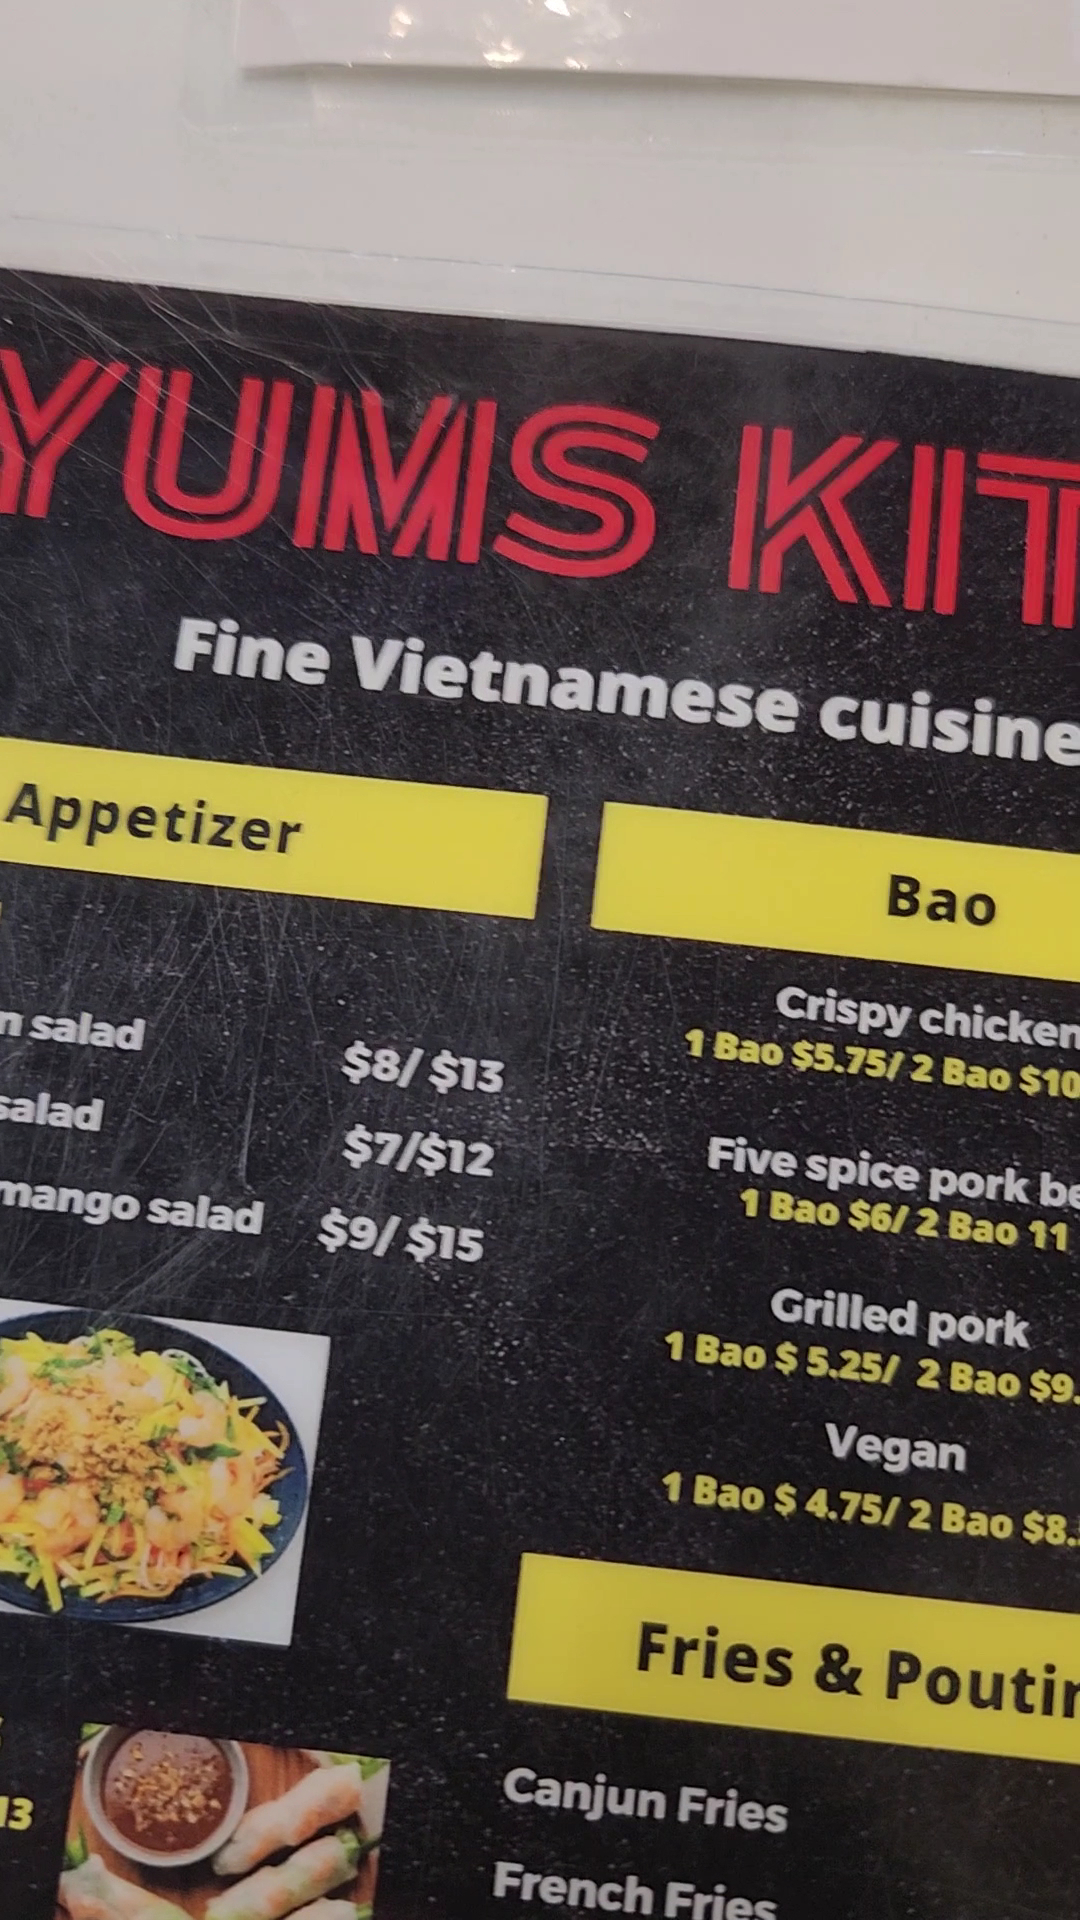 YUMS KIT
Fine Vietnamese cuisine
Appetizer
n salad
$8/ $13
salad
$7/$12
mango salad $9/ $15
13
Bao
Crispy chicken
1 Bao $5.75/ 2 Bao $10
Five spice pork be
1 Bao $6/ 2 Bao 11
Grilled pork
1 Bao $ 5.25/ 2 Bao $9.
Vegan
1 Bao $ 4.75/ 2 Bao $8.
Fries & Poutin
Canjun Fries
French Fries